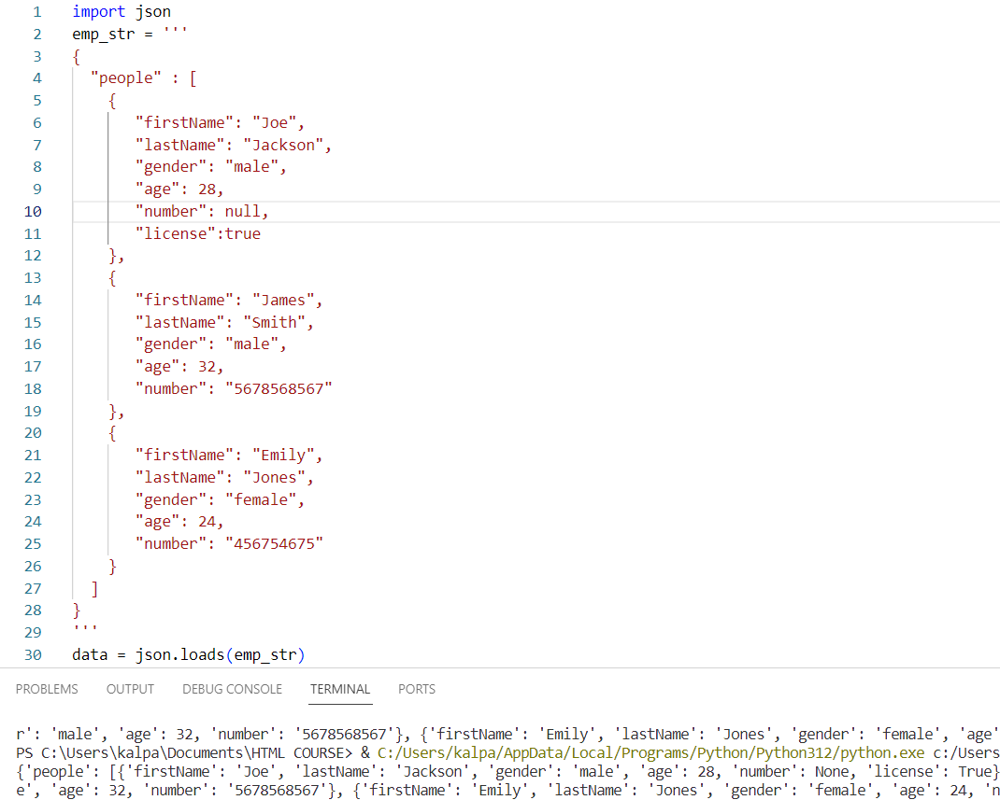 1 import json
2 emp_str = '''
3 {
4 "people" : [
5 {
6 "firstName": "Joe",
7 "lastName": "Jackson",
8 "gender": "male",
9 "age": 28,
10 "number": null,
11 "license":true
12 },
13 {
14 "firstName": "James",
15 "lastName": "Smith",
16 "gender": "male",
17 "age": 32,
18 "number": "5678568567"
19 },
20 {
21 "firstName": "Emily",
22 "lastName": "Jones",
23 "gender": "female",
24 "age": 24,
25 "number": "456754675"
26 }
27 ]
28 }
29 '''
30 data = json.loads(emp_str)
PROBLEMS OUTPUT DEBUG CONSOLE TERMINAL PORTS
r': 'male', 'age': 32, 'number': '5678568567'}, {'firstName': 'Emily', 'lastName': 'Jones', 'gender': 'female', 'age'
PS C:\Users\kalpa\Documents\HTML COURSE> & C:/Users/kalpa/AppData/Local/Programs/Python/Python312/python.exe c:/Users
{'people': [{'firstName': 'Joe', 'lastName': 'Jackson', 'gender': 'male', 'age': 28, 'number': None, 'license': True}
e', 'age': 32, 'number': '5678568567'}, {'firstName': 'Emily', 'lastName': 'Jones', 'gender': 'female', 'age': 24, 'n